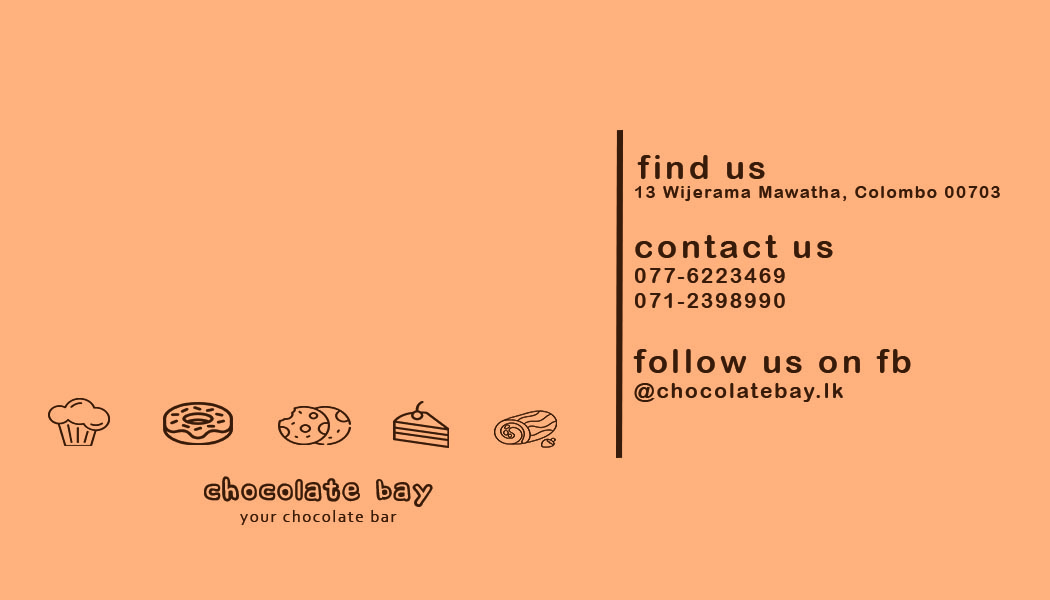 find us
13 Wijerama Mawatha, Colombo 00703
contact us
077-6223469
071-2398990
follow us on fb
@chocolatebay.lk
chocolate bay
your chocolate bar